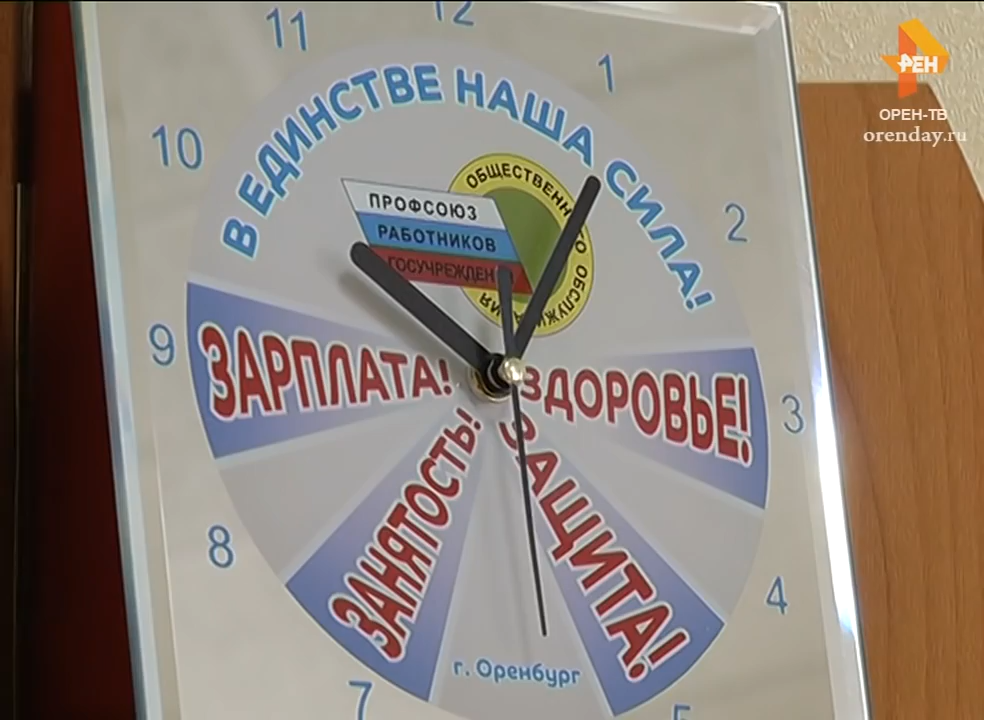 11
12
1
10
2
9
3
8
4
7
5
В ЕДИНСТВЕ НАША СИЛА!
ПРОФСОЮЗ
РАБОТНИКОВ
ГОСУЧРЕЖДЕН
ЗАРПЛАТА!
ЗДОРОВЬЕ!
ЗАНЯТОСТЬ!
ЗАЩИТА!
г. Оренбург
РЕН
ОРЕН-ТВ
orenday.ru